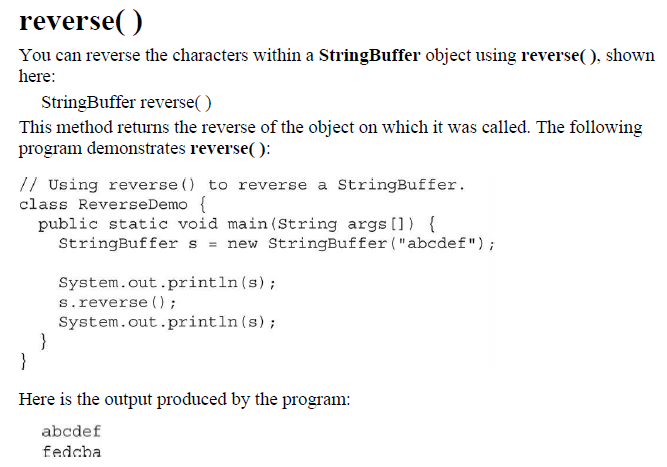 reverse( )
You can reverse the characters within a StringBuffer object using reverse( ), shown
here:
StringBuffer reverse( )
This method returns the reverse of the object on which it was called. The following
program demonstrates reverse( ):
// Using reverse() to reverse a StringBuffer.
class ReverseDemo {
public static void main(String args[]) {
StringBuffer s = new StringBuffer("abcdef");
System.out.println(s);
s.reverse();
System.out.println(s);
}
}
Here is the output produced by the program:
abcdef
fedcba